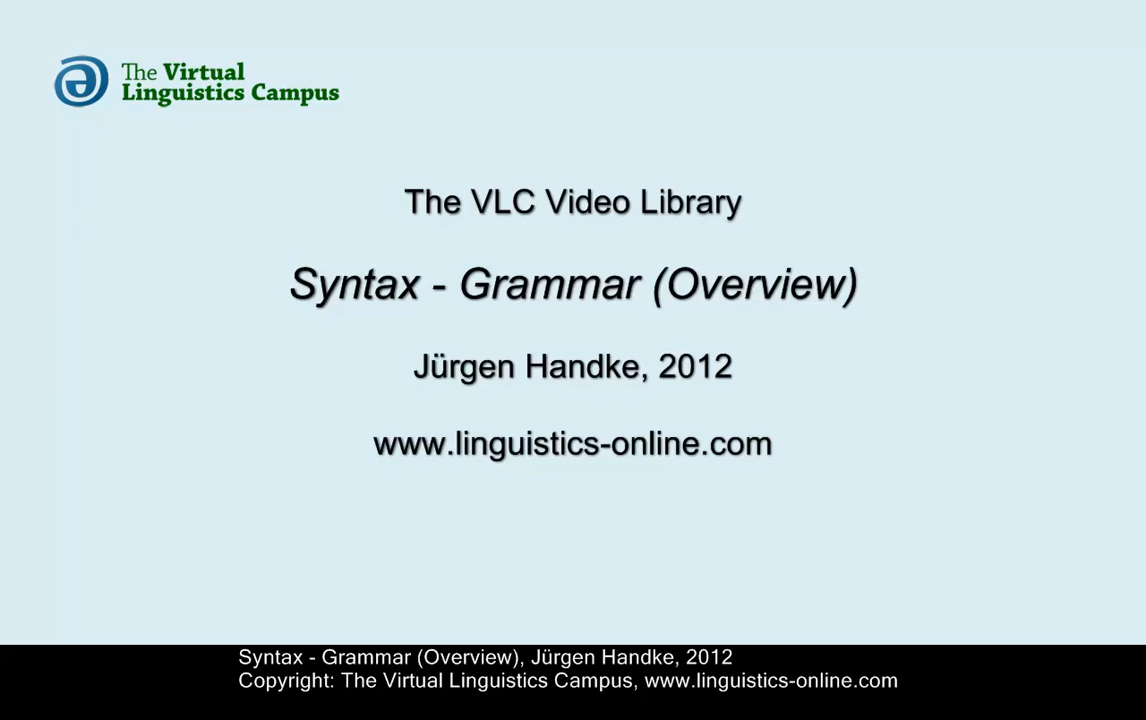 The Virtual
Linguistics Campus
The VLC Video Library
Syntax - Grammar (Overview)
Jürgen Handke, 2012
www.linguistics-online.com
Syntax - Grammar (Overview), Jürgen Handke, 2012
Copyright: The Virtual Linguistics Campus, www.linguistics-online.com